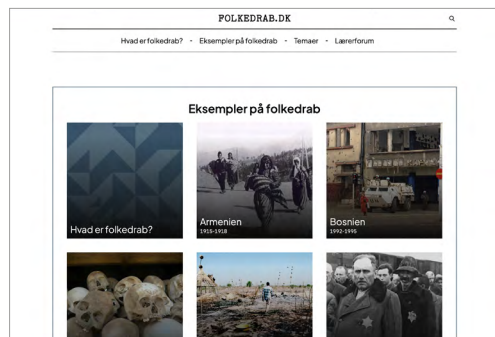 FOLKEDRAB.DK
Hvad er folkedrab? - Eksempler på folkedrab - Temaer - Lærerforum
Eksempler på folkedrab
Hvad er folkedrab?
Armenien
1915-1918
Bosnien
1992-1995